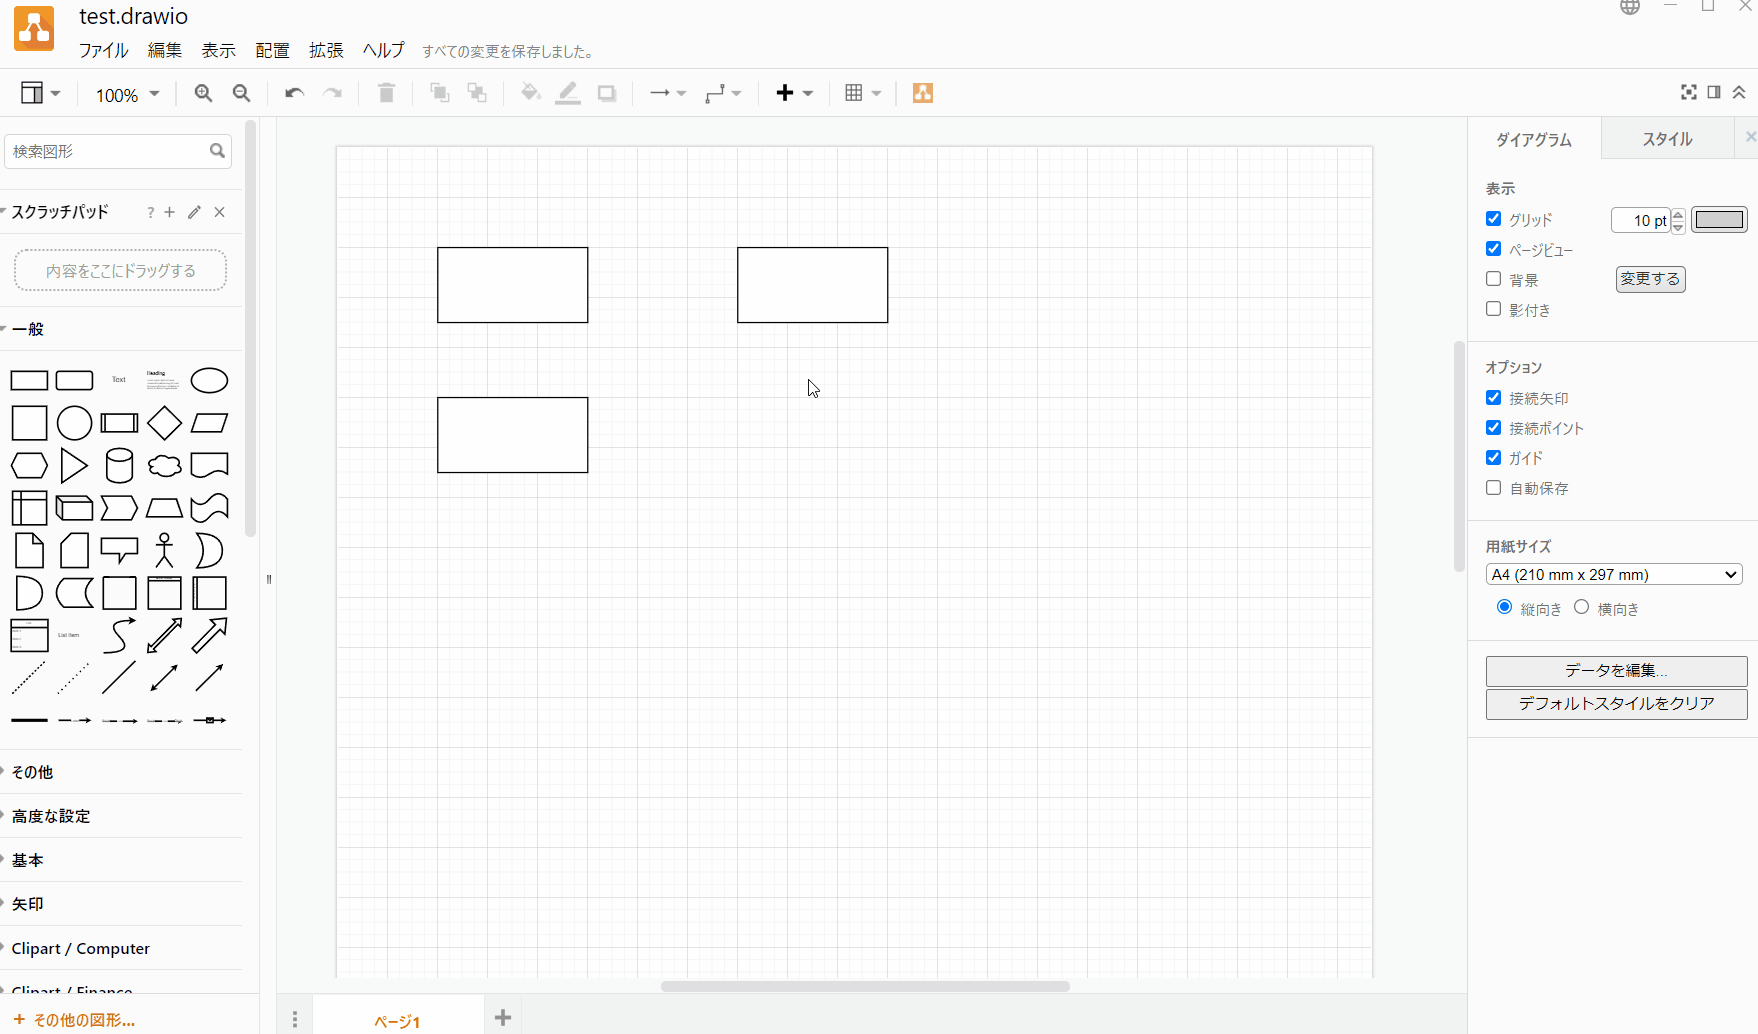 test.drawio
ファイル 編集 表示 配置 拡張 ヘルプ すべての変更を保存しました。
100%
検索図形
スクラッチパッド ?
内容をここにドラッグする
一般
Text
Heading
List Item
その他
高度な設定
基本
矢印
Clipart / Computer
Clipart / Finance
+ その他の図形...
ページ1
ダイアグラム スタイル
表示
グリッド 10 pt
ページビュー
背景 変更する
影付き
オプション
接続矢印
接続ポイント
ガイド
自動保存
用紙サイズ
A4 (210 mm x 297 mm)
縦向き 横向き
データを編集...
デフォルトスタイルをクリア